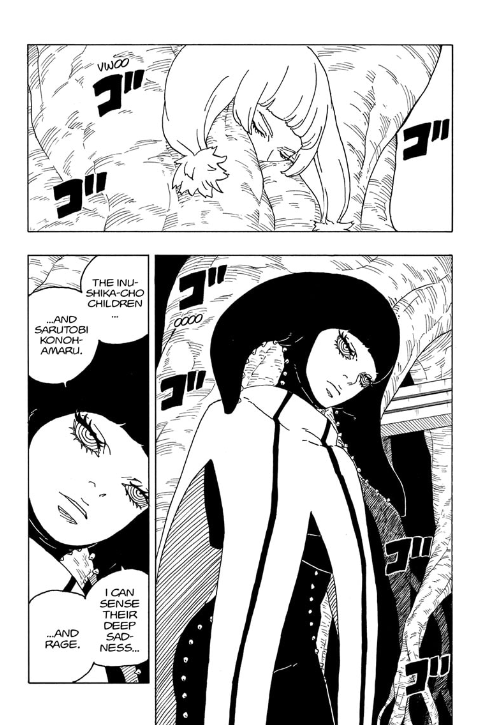 VWOO
ゴ"
ゴ"
ゴ"
THE INU-
SHIKA-CHO
CHILDREN
...
...AND
SARUTOBI
KONOH-
AMARU.
I CAN
SENSE
THEIR
DEEP
SAD-
NESS...
...AND
RAGE.
ゴ"
OOOO
ゴ"
ゴ"
ゴ"